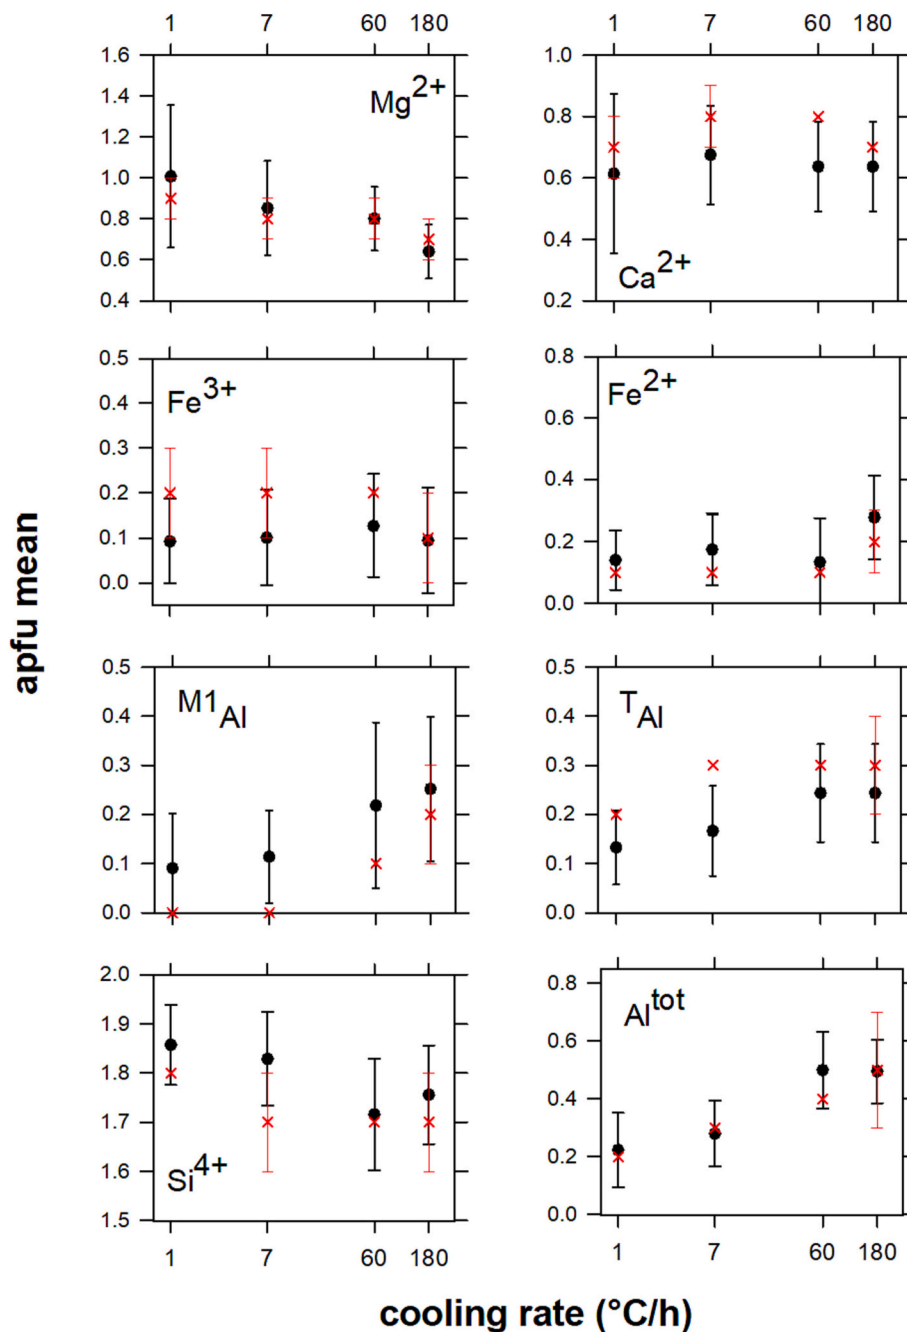 1 7 60 180 1 7 60 180
1.6 1.4 1.2 1.0 0.8 0.6 0.4
Mg2+
1.0 0.8 0.6 0.4 0.2
Ca2+
0.5 0.4 0.3 0.2 0.1 0.0
Fe3+
0.8 0.6 0.4 0.2 0.0
Fe2+
apfu mean
0.5 0.4 0.3 0.2 0.1 0.0
M1Al
0.5 0.4 0.3 0.2 0.1 0.0
TAl
2.0 1.9 1.8 1.7 1.6 1.5
Si4+
0.8 0.6 0.4 0.2 0.0
Altot
1 7 60 180 1 7 60 180
cooling rate (°C/h)